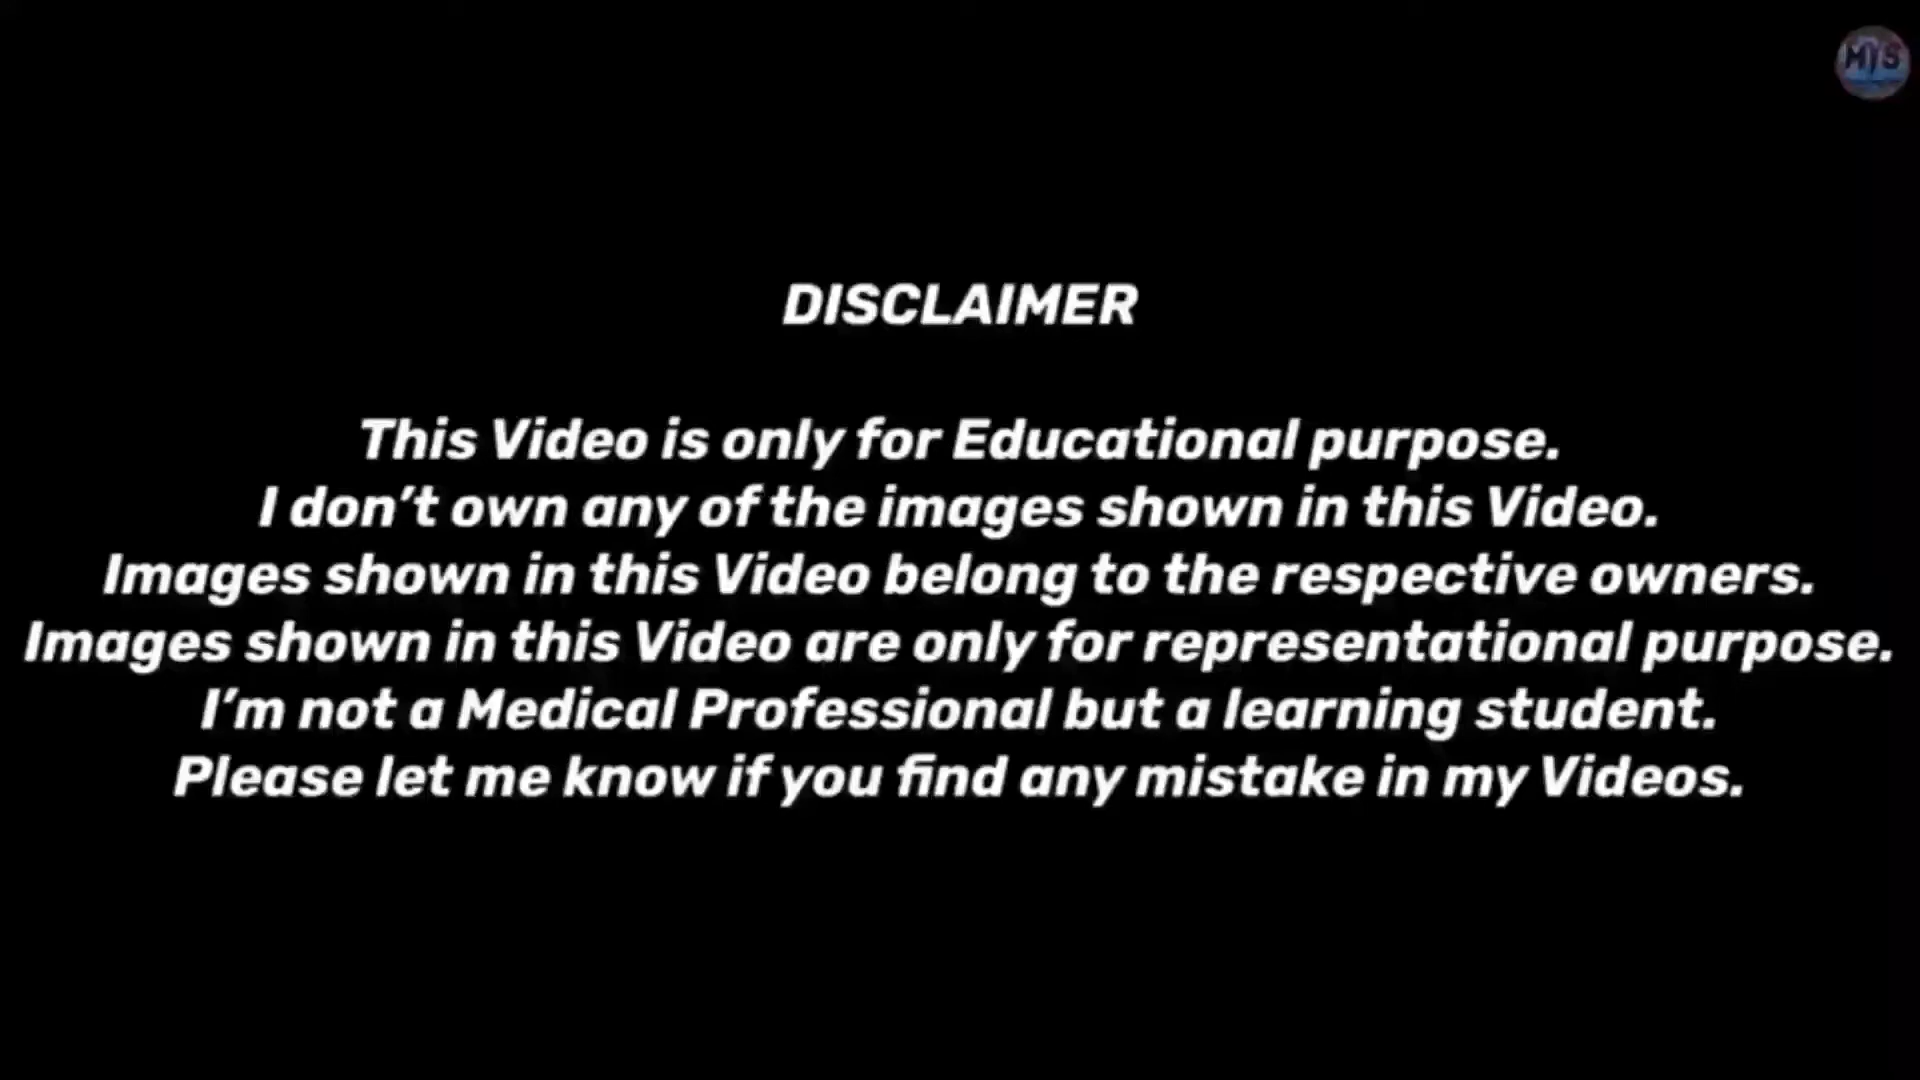 MIS
DISCLAIMER
This Video is only for Educational purpose.
I don’t own any of the images shown in this Video.
Images shown in this Video belong to the respective owners.
Images shown in this Video are only for representational purpose.
I’m not a Medical Professional but a learning student.
Please let me know if you find any mistake in my Videos.